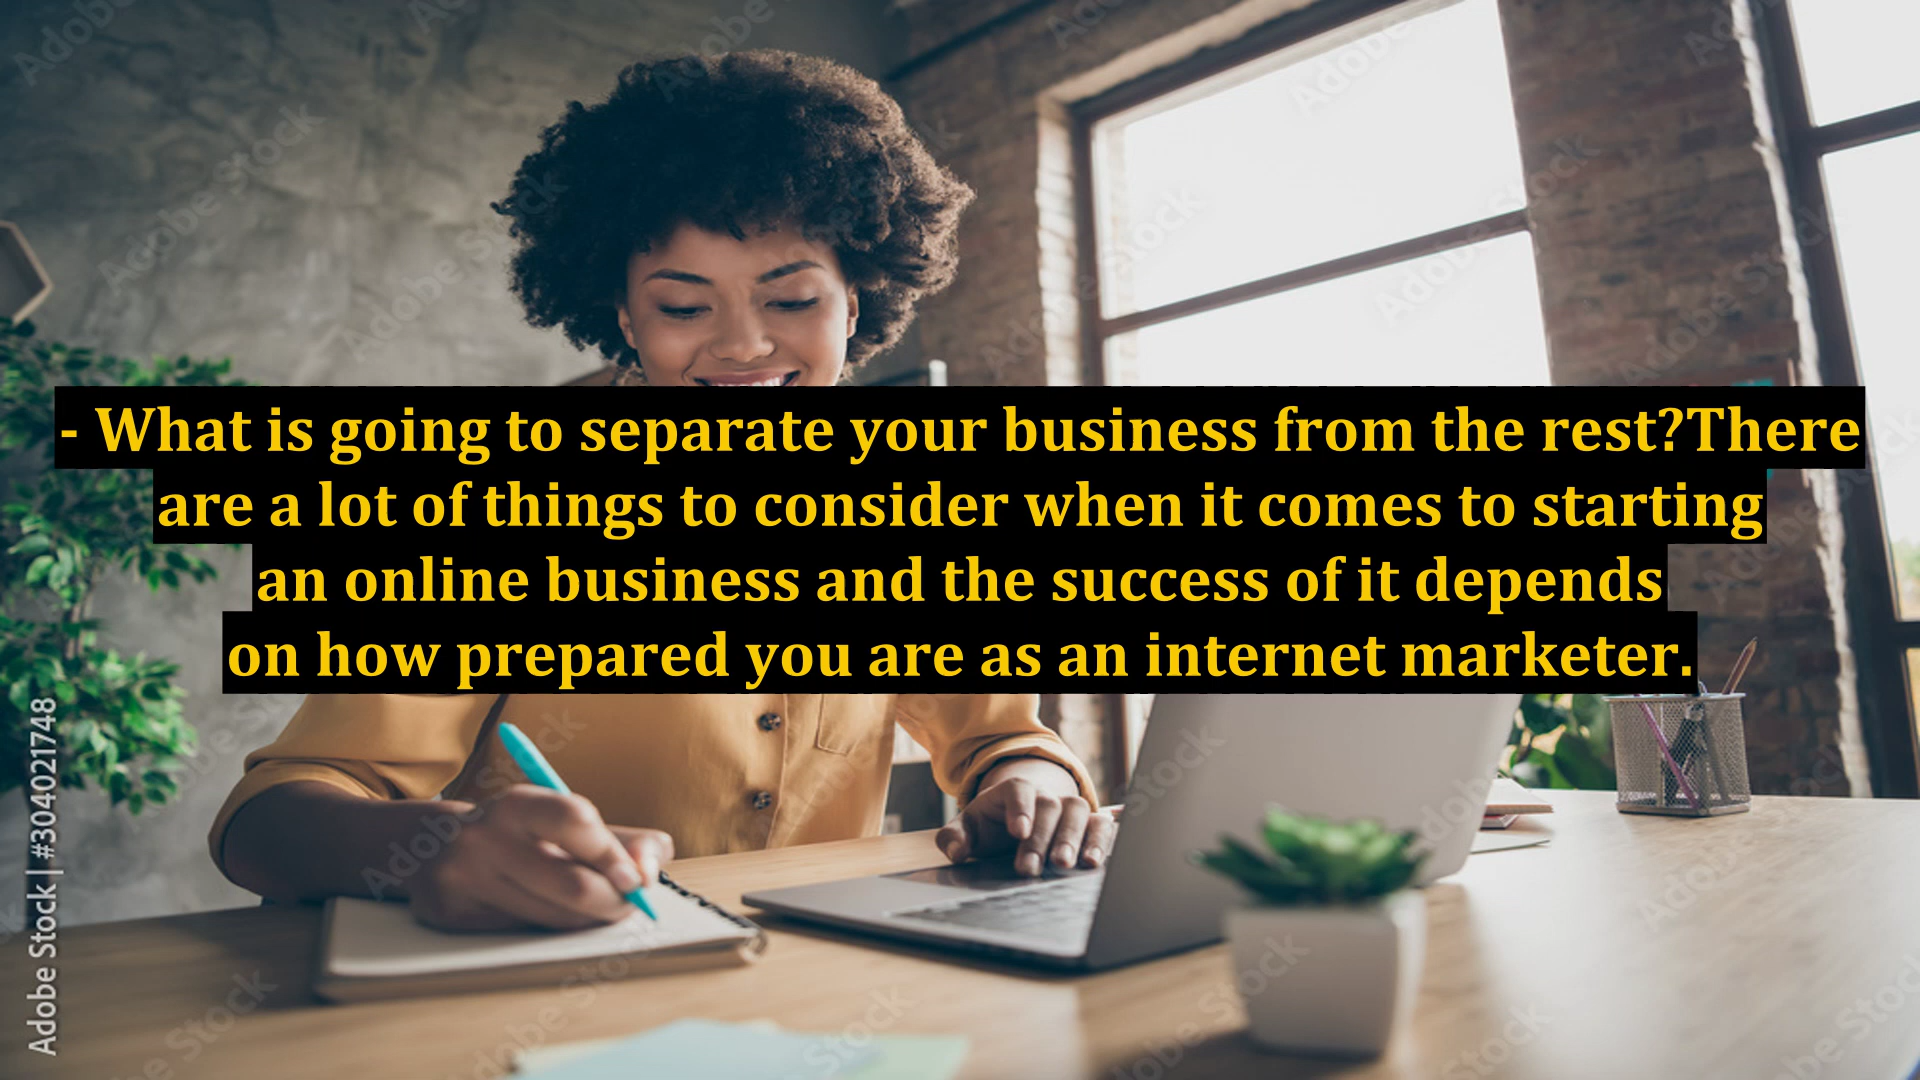 - What is going to separate your business from the rest?There
are a lot of things to consider when it comes to starting
an online business and the success of it depends
on how prepared you are as an internet marketer.
Adobe Stock | #304021748